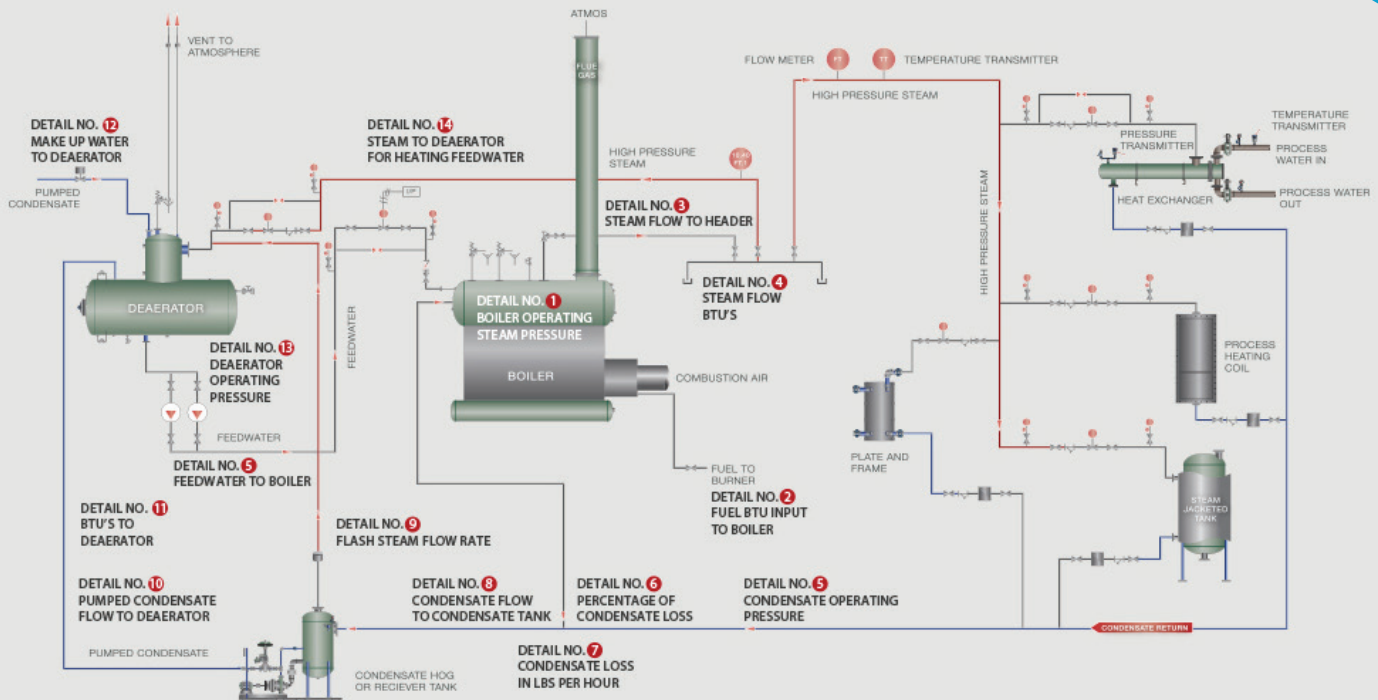 ATMOS
VENT TO
ATMOSPHERE
FLUE
GAS
FLOW METER
FT
TT
TEMPERATURE TRANSMITTER
HIGH PRESSURE STEAM
DETAIL NO. 12
MAKE UP WATER
TO DEAERATOR
PUMPED
CONDENSATE
DETAIL NO. 14
STEAM TO DEAERATOR
FOR HEATING FEEDWATER
HIGH PRESSURE
STEAM
TEMPERATURE
TRANSMITTER
PRESSURE
TRANSMITTER
PROCESS
WATER IN
HEAT EXCHANGER
PROCESS WATER
OUT
DETAIL NO. 3
STEAM FLOW TO HEADER
HIGH PRESSURE STEAM
DEAERATOR
DETAIL NO. 4
STEAM FLOW
BTU'S
DETAIL NO. 1
BOILER OPERATING
STEAM PRESSURE
FEEDWATER
DETAIL NO. 13
DEAERATOR
OPERATING
PRESSURE
BOILER
COMBUSTION AIR
PROCESS
HEATING
COIL
FEEDWATER
DETAIL NO. 5
FEEDWATER TO BOILER
PLATE AND
FRAME
FUEL TO
BURNER
DETAIL NO. 2
FUEL BTU INPUT
TO BOILER
STEAM
JACKETED
TANK
DETAIL NO. 11
BTU'S TO
DEAERATOR
DETAIL NO. 9
FLASH STEAM FLOW RATE
DETAIL NO. 10
PUMPED CONDENSATE
FLOW TO DEAERATOR
DETAIL NO. 8
CONDENSATE FLOW
TO CONDENSATE TANK
DETAIL NO. 6
PERCENTAGE OF
CONDENSATE LOSS
DETAIL NO. 5
CONDENSATE OPERATING
PRESSURE
CONDENSATE RETURN
PUMPED CONDENSATE
DETAIL NO. 7
CONDENSATE LOSS
IN LBS PER HOUR
CONDENSATE HOG
OR RECIEVER TANK